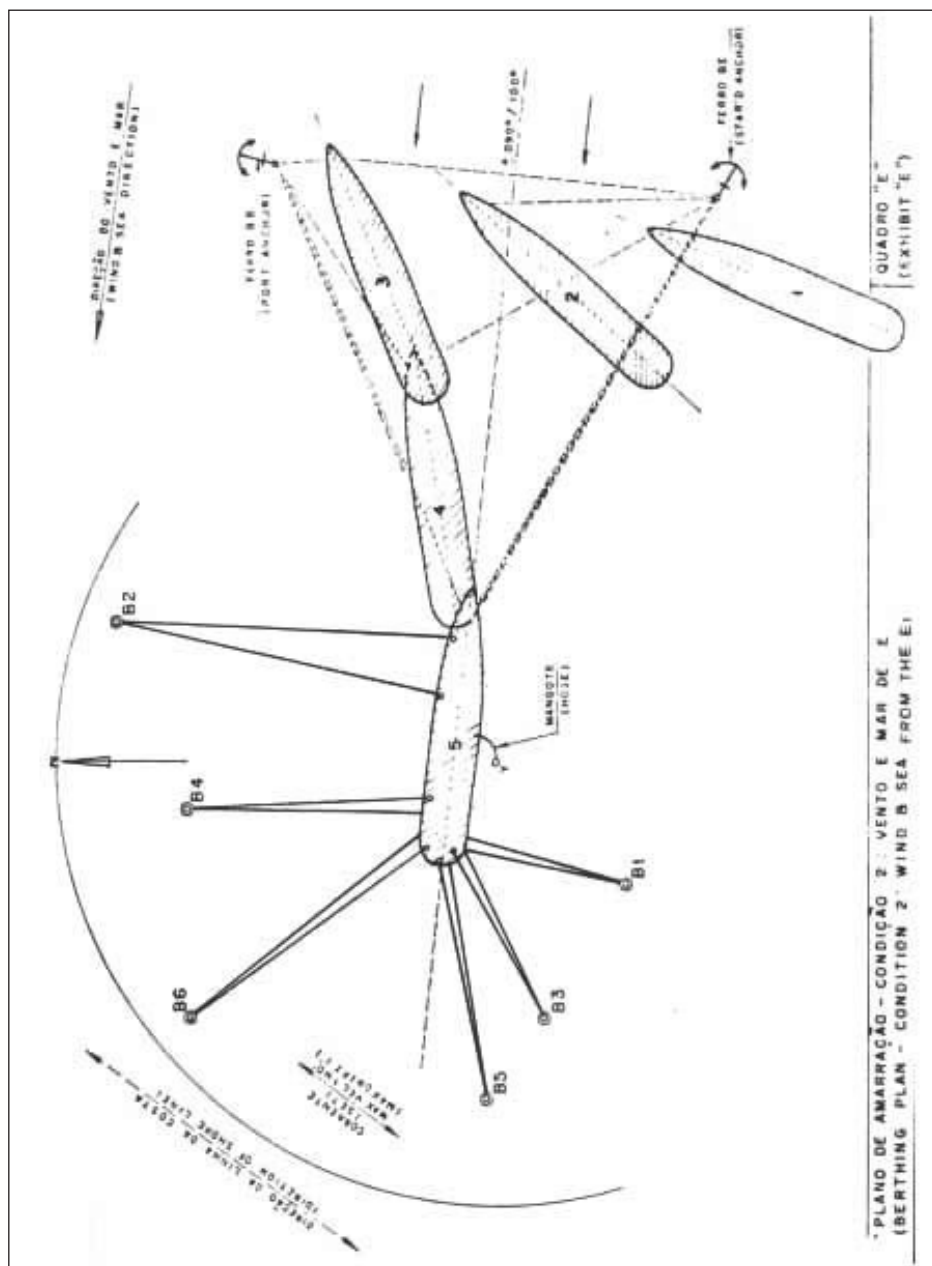 DIREÇÃO DO VENTO E MAR
(WIND & SEA DIRECTION)
FERRO BB
(PORT ANCHOR)
090° / 100°
FERRO BE
(STAR'D ANCHOR)
QUADRO "E"
(EXHIBIT "E")
1
2
3
4
5
MANGOTE
(HOSE)
N
B2
B4
B6
B1
B3
B5
CORRENTE
DIREÇÃO DA LINHA DA COSTA
(DIRECTION OF SHORE LINE)
PLANO DE AMARRAÇÃO - CONDIÇÃO 2: VENTO E MAR DE E
(BERTHING PLAN - CONDITION 2 WIND & SEA FROM THE E)